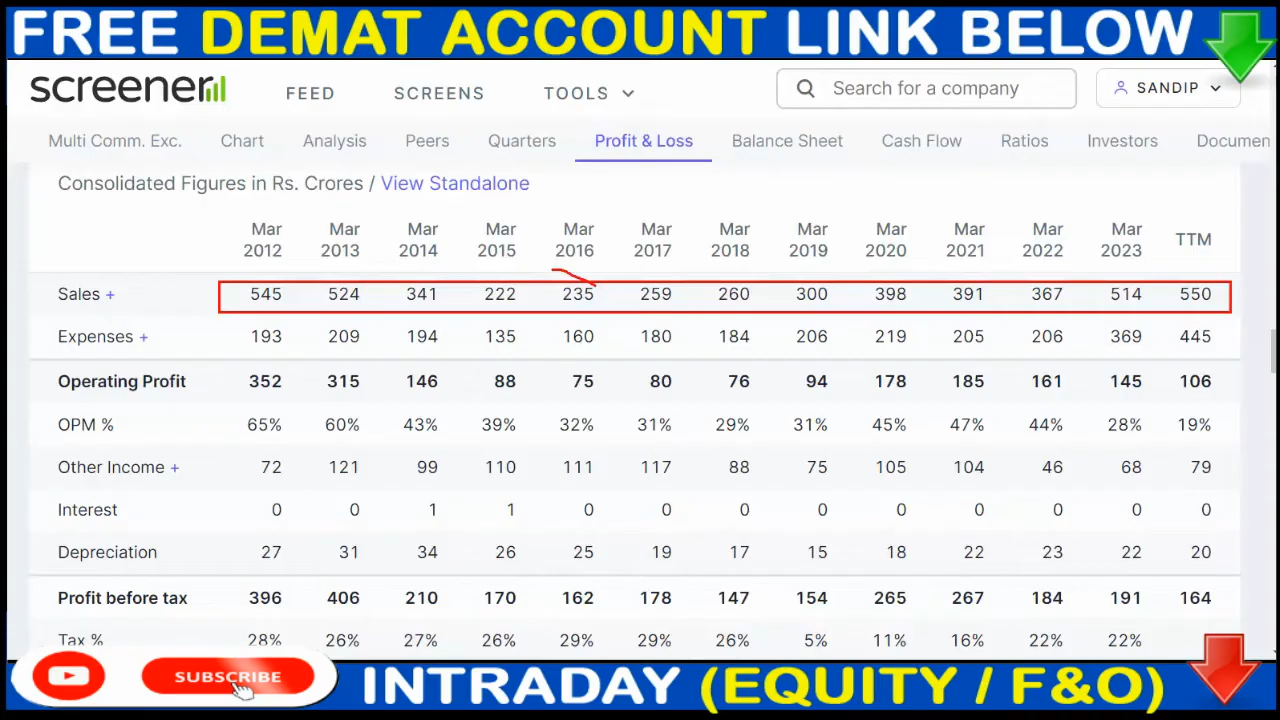 FREE DEMAT ACCOUNT LINK BELOW
screener FEED SCREENS TOOLS Search for a company SANDIP
Multi Comm. Exc. Chart Analysis Peers Quarters Profit & Loss Balance Sheet Cash Flow Ratios Investors Documen
Consolidated Figures in Rs. Crores / View Standalone
Mar Mar Mar Mar Mar Mar Mar Mar Mar Mar Mar Mar
2012 2013 2014 2015 2016 2017 2018 2019 2020 2021 2022 2023 TTM
Sales + 545 524 341 222 235 259 260 300 398 391 367 514 550
Expenses + 193 209 194 135 160 180 184 206 219 205 206 369 445
Operating Profit 352 315 146 88 75 80 76 94 178 185 161 145 106
OPM % 65% 60% 43% 39% 32% 31% 29% 31% 45% 47% 44% 28% 19%
Other Income + 72 121 99 110 111 117 88 75 105 104 46 68 79
Interest 0 0 1 1 0 0 0 0 0 0 0 0 0
Depreciation 27 31 34 26 25 19 17 15 18 22 23 22 20
Profit before tax 396 406 210 170 162 178 147 154 265 267 184 191 164
Tax % 28% 26% 27% 26% 29% 29% 26% 5% 11% 16% 22% 22%
SUBSCRIBE
INTRADAY (EQUITY / F&O)